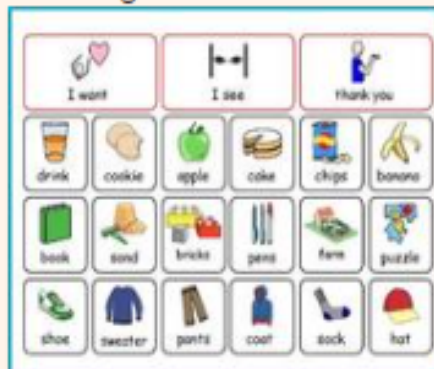 I want I see thank you
drink cookie apple cake chips banana
book sand bricks pens farm puzzle
shoe sweater pants coat sock hat